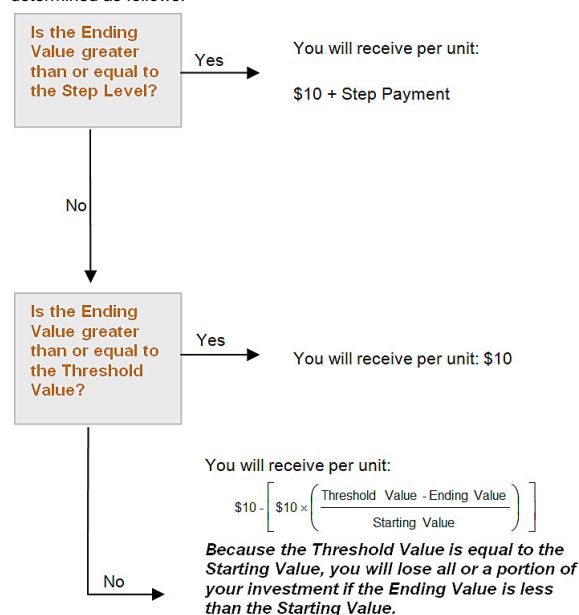 determined as follows:
Is the Ending
Value greater
than or equal to
the Step Level?
Yes
You will receive per unit:
$10 + Step Payment
No
Is the Ending
Value greater
than or equal to
the Threshold
Value?
Yes
You will receive per unit: $10
You will receive per unit:
$10 - [ $10 × ( Threshold Value - Ending Value
Starting Value ) ]
Because the Threshold Value is equal to the
Starting Value, you will lose all or a portion of
your investment if the Ending Value is less
than the Starting Value.
No